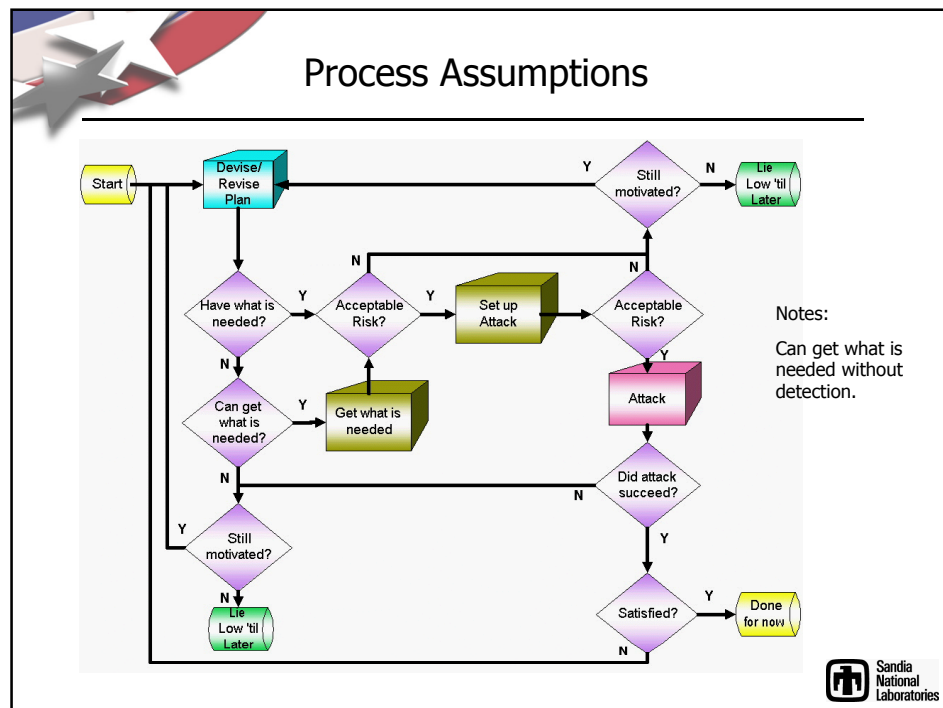 Process Assumptions
Start
Devise/
Revise
Plan
Y
Still
motivated?
N
Lie
Low 'til
Later
N
N
Have what is
needed?
Y
Acceptable
Risk?
Y
Set up
Attack
Acceptable
Risk?
Notes:
Can get what is
needed without
detection.
N
Y
Can get
what is
needed?
Y
Get what is
needed
Attack
N
Did attack
succeed?
N
Y
Still
motivated?
Y
N
Lie
Low 'til
Later
Satisfied?
Y
Done
for now
N
Sandia
National
Laboratories